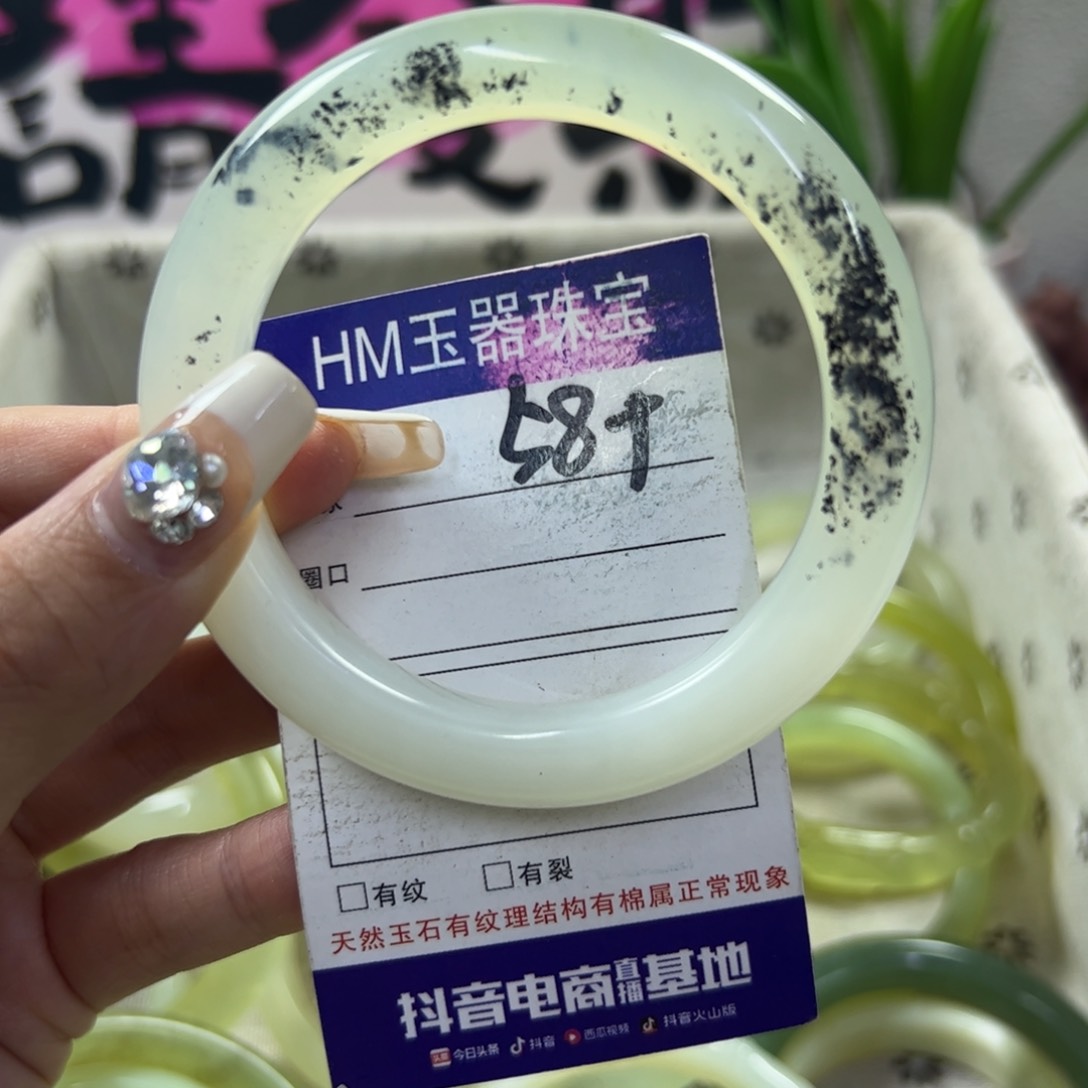 HM玉器珠宝
58+
圈口
有纹 有裂
天然玉石有纹理结构有棉属正常现象
抖音电商直播基地
今日头条 抖音 西瓜视频 抖音火山版